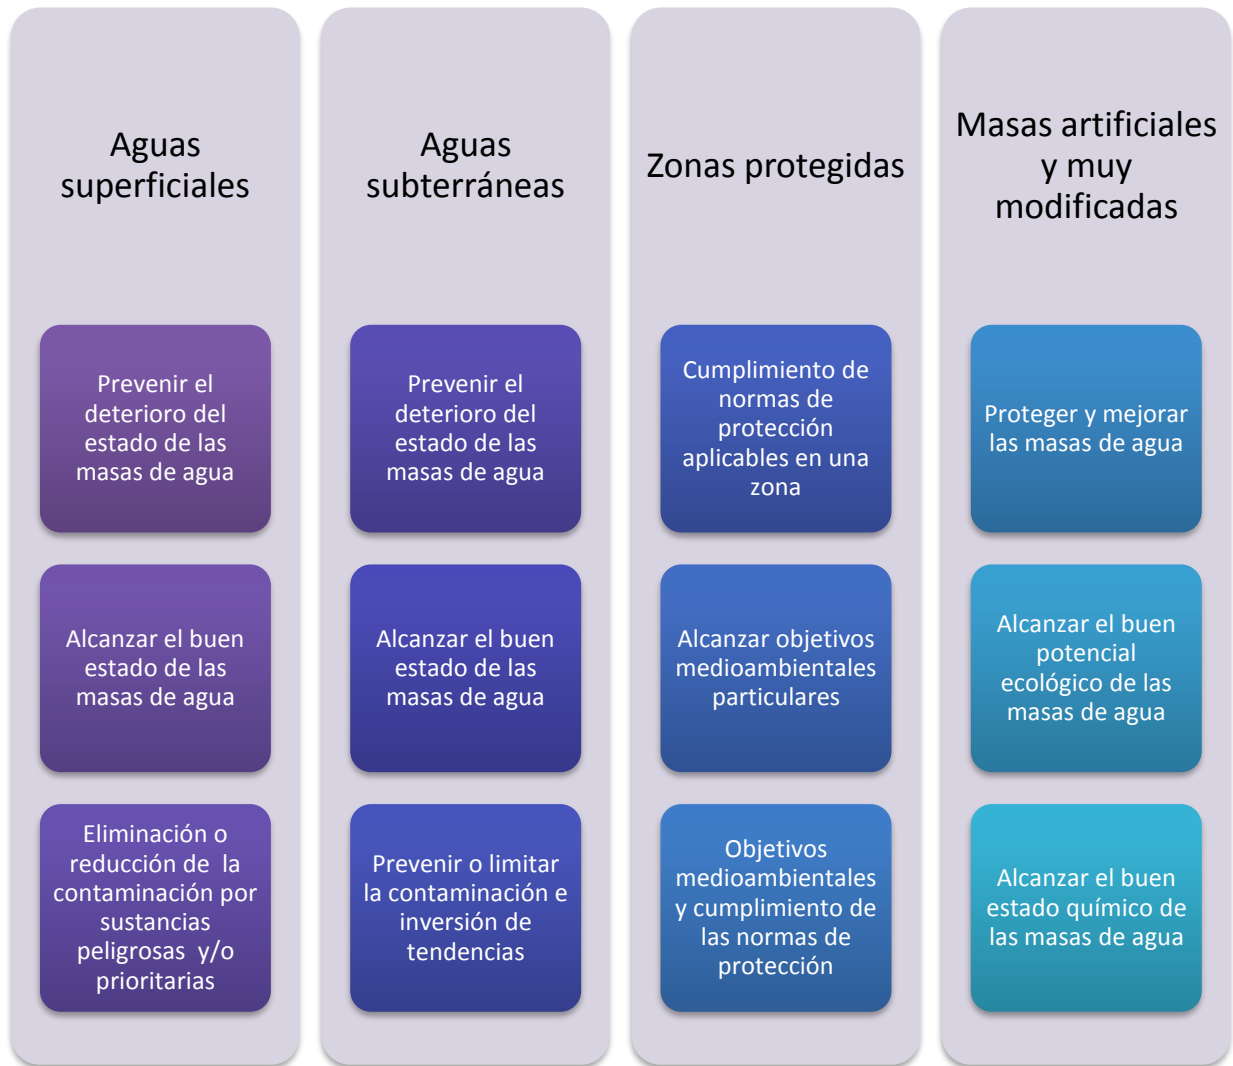 Aguas
superficiales
Prevenir el
deterioro del
estado de las
masas de agua
Alcanzar el buen
estado de las
masas de agua
Eliminación o
reducción de la
contaminación por
sustancias
peligrosas y/o
prioritarias
Aguas
subterráneas
Prevenir el
deterioro del
estado de las
masas de agua
Alcanzar el buen
estado de las
masas de agua
Prevenir o limitar
la contaminación e
inversión de
tendencias
Zonas protegidas
Cumplimiento de
normas de
protección
aplicables en una
zona
Alcanzar objetivos
medioambientales
particulares
Objetivos
medioambientales
y cumplimiento de
las normas de
protección
Masas artificiales
y muy
modificadas
Proteger y mejorar
las masas de agua
Alcanzar el buen
potencial
ecológico de las
masas de agua
Alcanzar el buen
estado químico de
las masas de agua